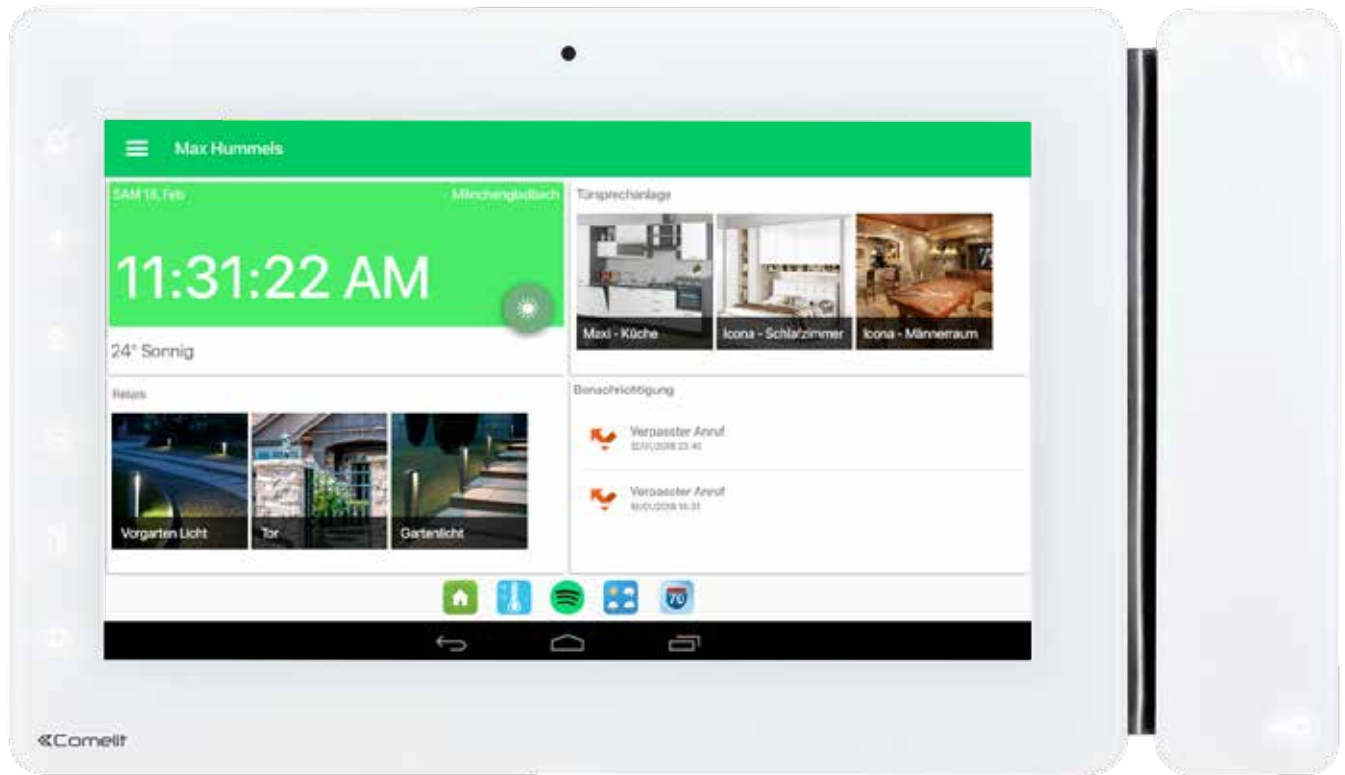 Max Hummels
SAM Feb
Mönchengladbach
11:31:22 AM
24° Sonnig
Türsprechanlage
Maxi - Küche
Icona - Schlafzimmer
Icona - Männerraum
Relais
Vorgarten Licht
Tor
Gartenlicht
Benachrichtigung
Verpasster Anruf
Verpasster Anruf
70
Comelit